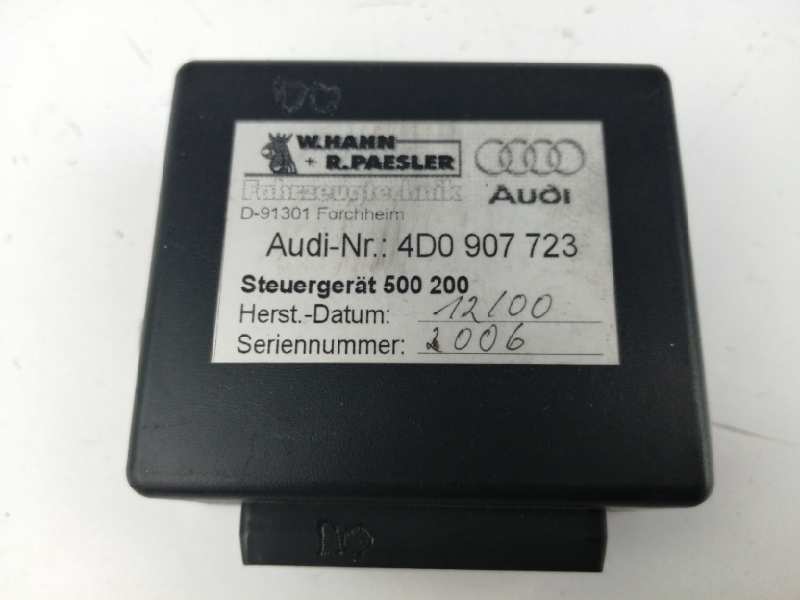 W.HAHN
+ R.PAESLER
Fahrzeugtechnik
D-91301 Forchheim
Audi
Audi-Nr.: 4D0 907 723
Steuergerät 500 200
Herst.-Datum: 12/00
Seriennummer: 2006